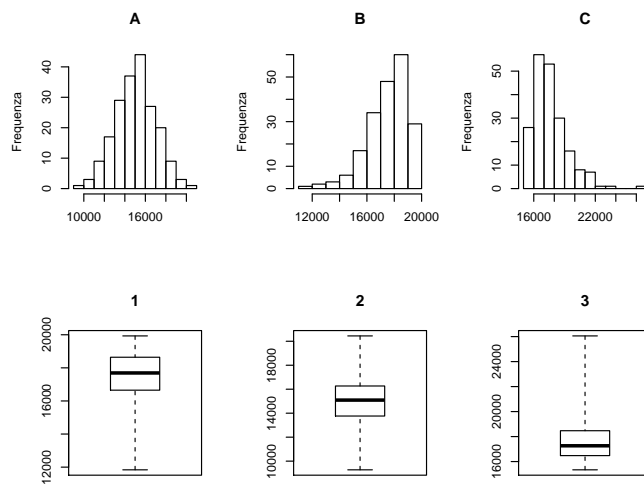 A
B
C
Frequenza
0 10 20 30 40
10000 16000
Frequenza
0 10 30 50
12000 16000 20000
Frequenza
0 10 30 50
16000 22000
1
2
3
12000 16000 20000
10000 14000 18000
16000 20000 24000